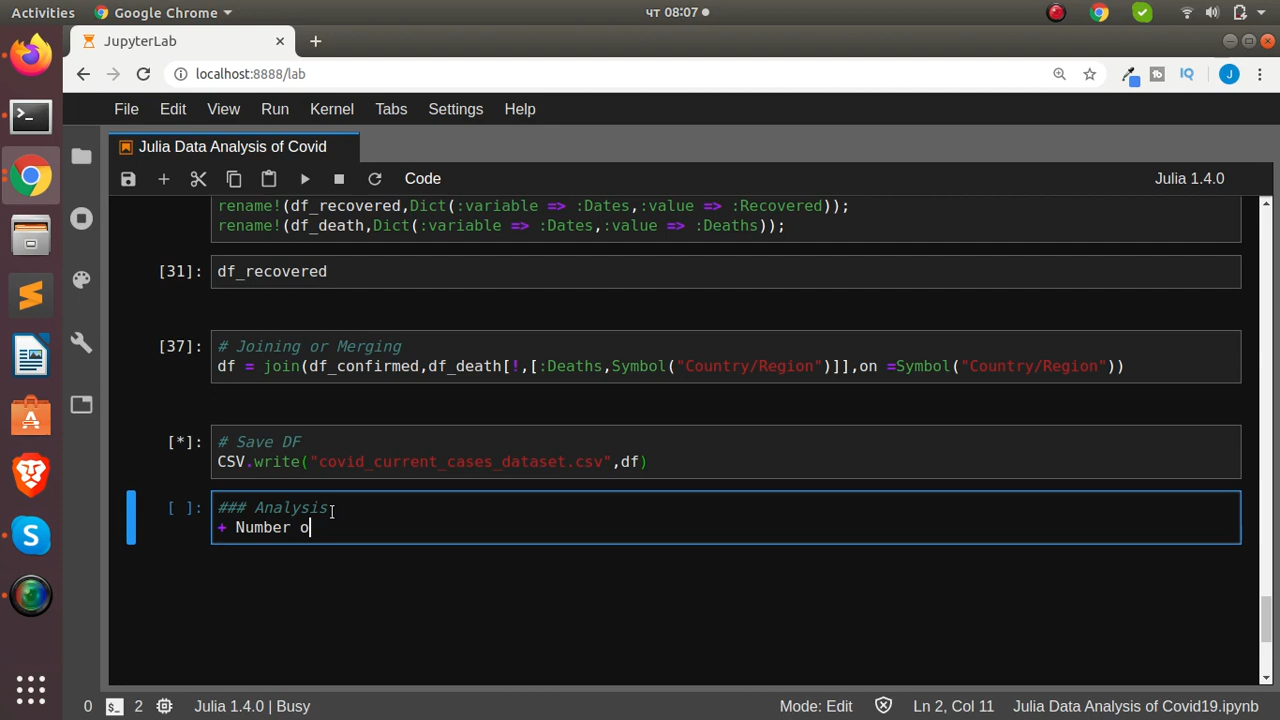 Activities
Google Chrome
чт 08:07
JupyterLab
localhost:8888/lab
IQ
J
File Edit View Run Kernel Tabs Settings Help
Julia Data Analysis of Covid
Code
Julia 1.4.0
rename!(df_recovered,Dict(:variable => :Dates,:value => :Recovered));
rename!(df_death,Dict(:variable => :Dates,:value => :Deaths));
[31]: df_recovered
[37]: # Joining or Merging
df = join(df_confirmed,df_death[!,[:Deaths,Symbol("Country/Region")]],on =Symbol("Country/Region"))
[*]: # Save DF
CSV.write("covid_current_cases_dataset.csv",df)
[ ]: ### Analysis
+ Number o
0 2 Julia 1.4.0 | Busy Mode: Edit Ln 2, Col 11 Julia Data Analysis of Covid19.ipynb